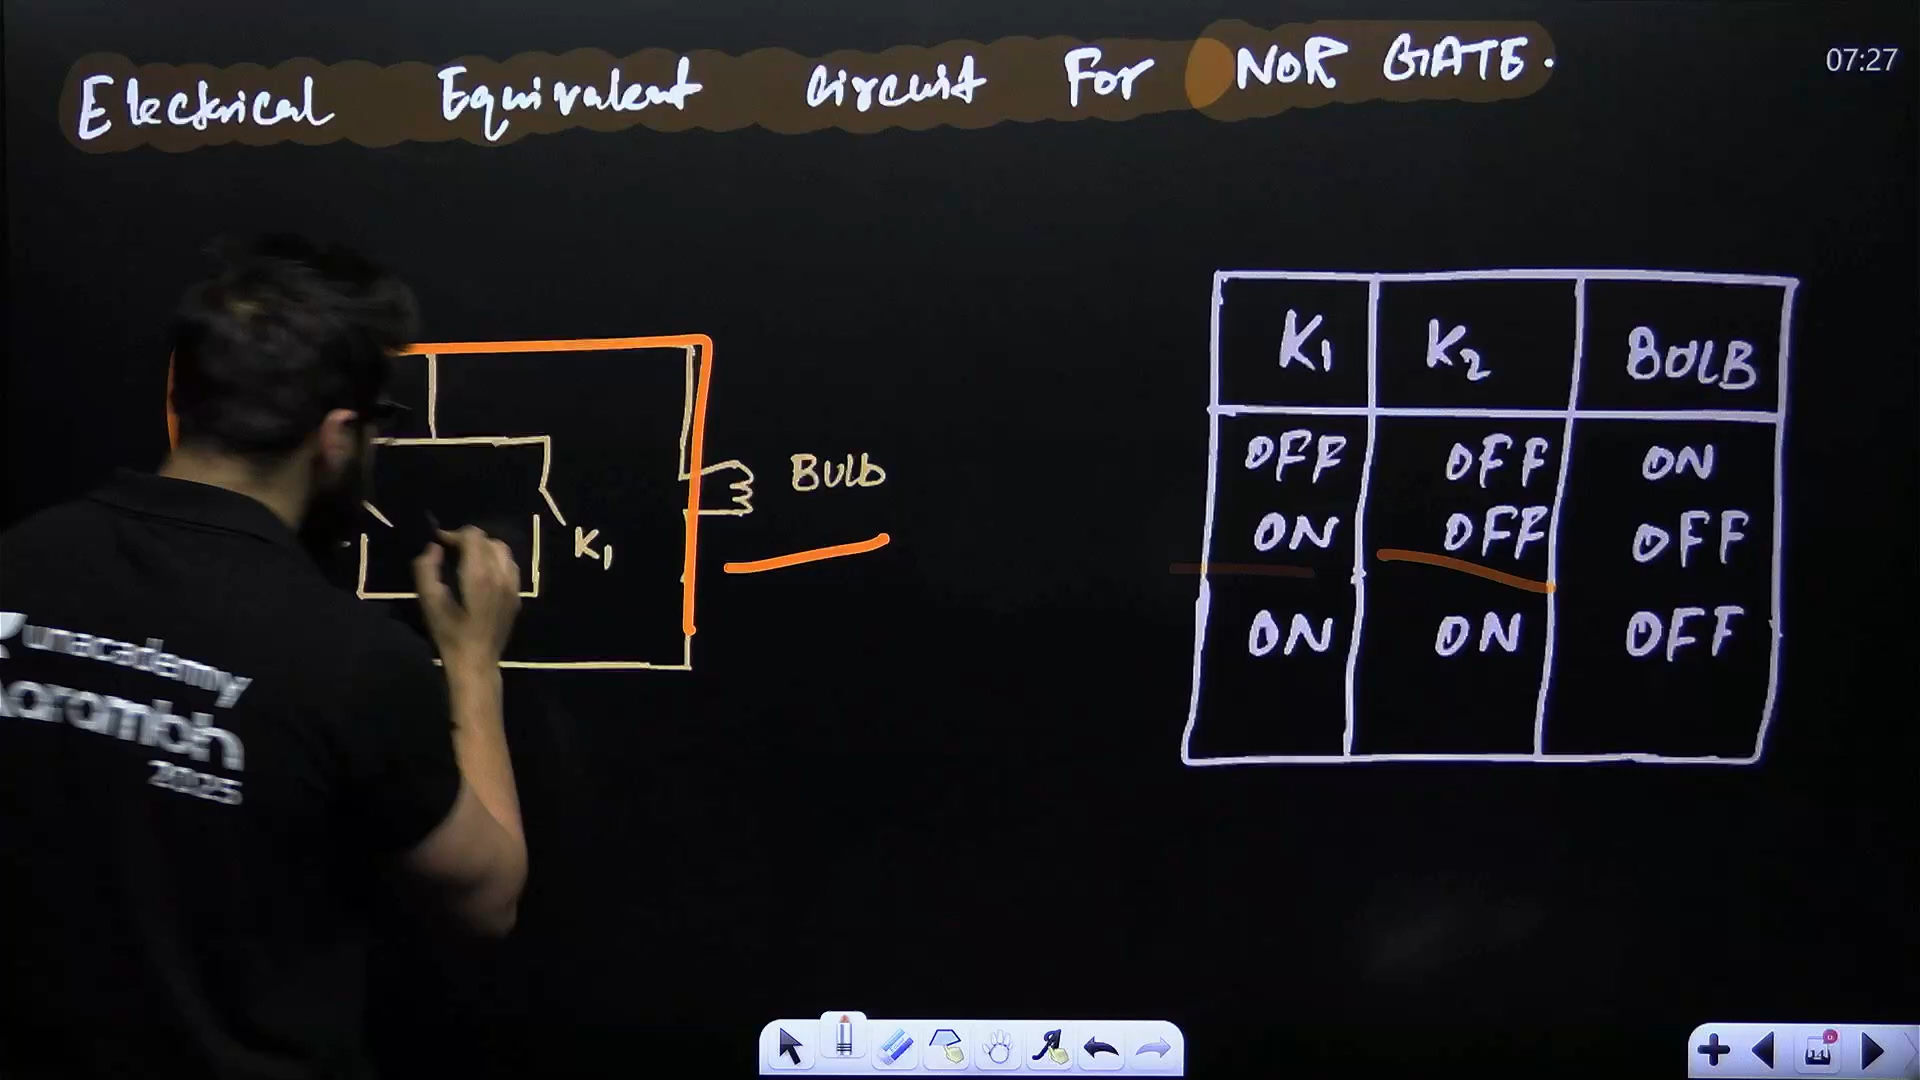 Electrical Equivalent circuit For NOR GATE.
07:27
K1 K2 BULB
OFF OFF ON
ON OFF OFF
ON ON OFF
Bulb
K1
unacademy
2025
14